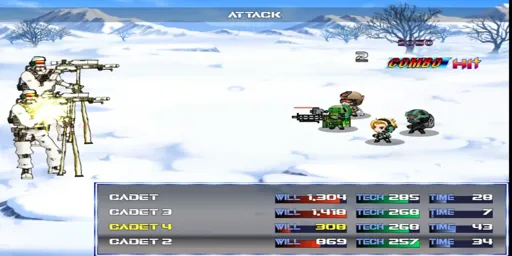 ATTACK
2 COMBO HIT
CADET WILL 1,304 TECH 285 TIME 28
CADET 3 WILL 1,418 TECH 268 TIME 7
CADET 4 WILL 308 TECH 268 TIME 43
CADET 2 WILL 869 TECH 257 TIME 34